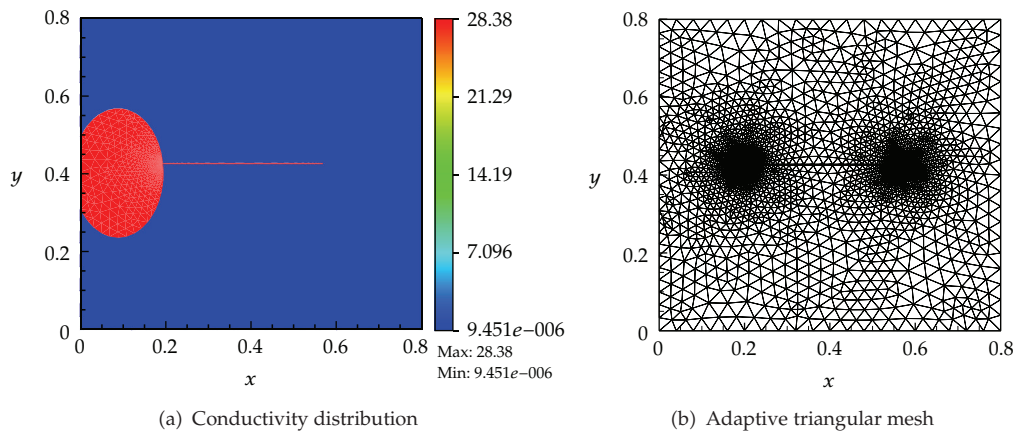 0.8
0.6
0.4
0.2
0
y
0
0.2
0.4
0.6
0.8
x
28.38
21.29
14.19
7.096
9.451e−006
Max: 28.38
Min: 9.451e−006
(a) Conductivity distribution
0.8
0.6
0.4
0.2
0
y
0
0.2
0.4
0.6
0.8
x
(b) Adaptive triangular mesh